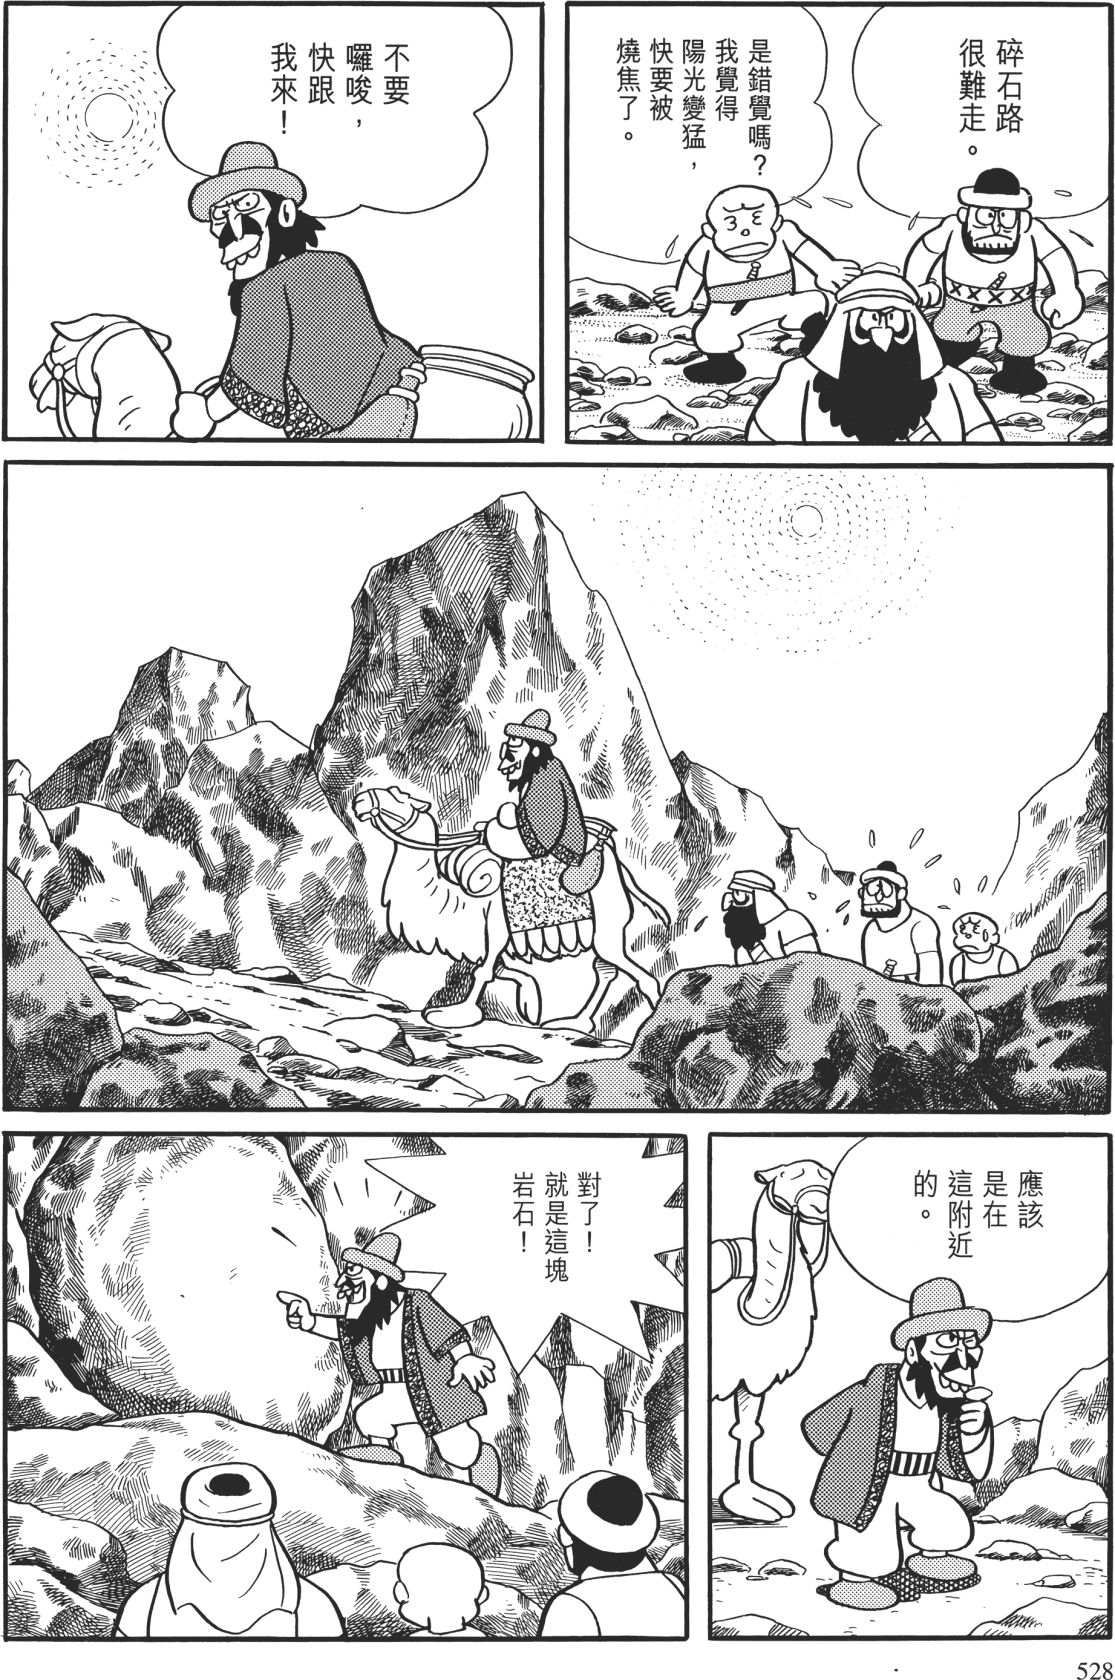 碎石路
很難走。
是錯覺嗎？
我覺得
陽光變猛，
快要被
燒焦了。
不要
囉唆，
快跟
我來！
應該
是在
這附近
的。
對了！
就是這塊
岩石！
528